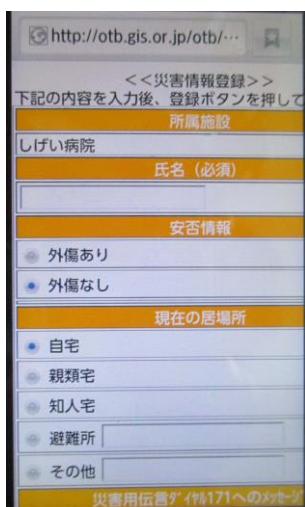 http://otb.gis.or.jp/otb/…
<<災害情報登録>>
下記の内容を入力後、登録ボタンを押して
所属施設
しげい病院
氏名（必須）
安否情報
外傷あり
外傷なし
現在の居場所
自宅
親類宅
知人宅
避難所
その他
災害用伝言ﾀﾞｲﾔﾙ171へのﾒｯｾｰｼﾞ